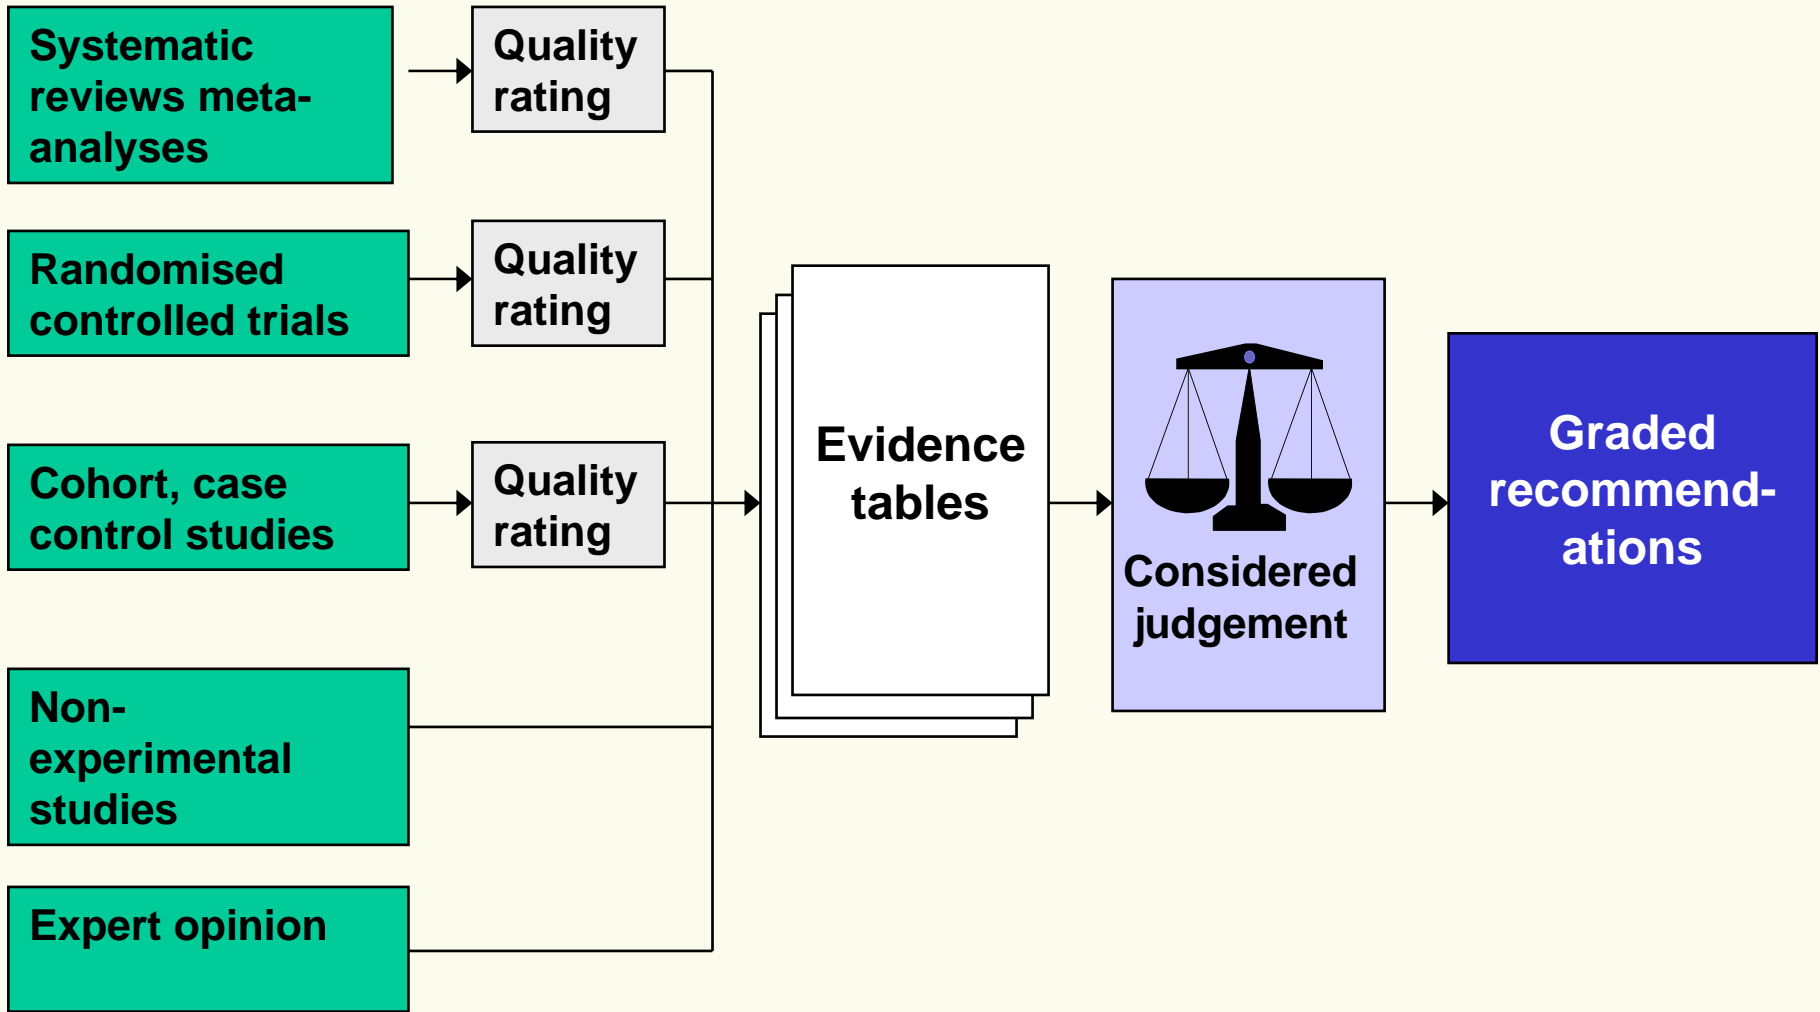 Systematic
reviews meta-
analyses
Quality
rating
Randomised
controlled trials
Quality
rating
Cohort, case
control studies
Quality
rating
Non-
experimental
studies
Expert opinion
Evidence
tables
Considered
judgement
Graded
recommend-
ations